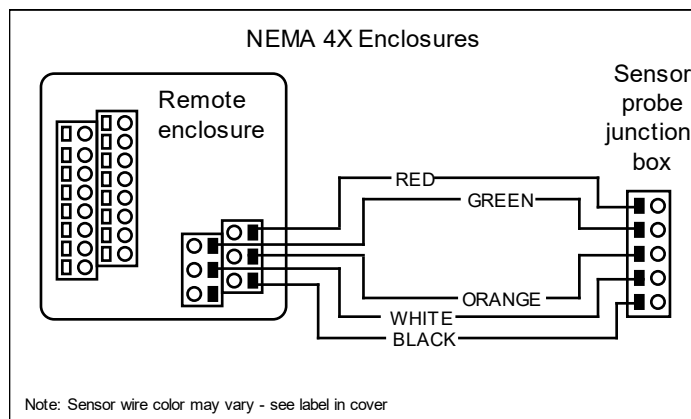 NEMA 4X Enclosures
Remote
enclosure
Sensor
probe
junction
box
RED
GREEN
ORANGE
WHITE
BLACK
Note: Sensor wire color may vary - see label in cover